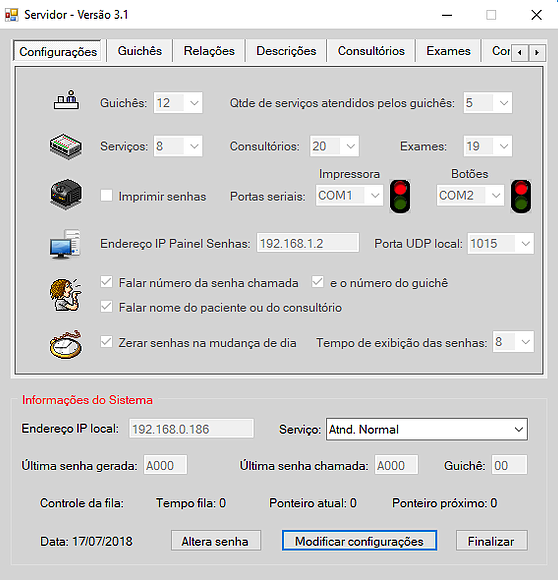 Servidor - Versão 3.1
Configurações Guichês Relações Descrições Consultórios Exames Cor
Guichês: 12 Qtde de serviços atendidos pelos guichês: 5
Serviços: 8 Consultórios: 20 Exames: 19
Impressora Botões
Imprimir senhas Portas seriais: COM1 COM2
Endereço IP Painel Senhas: 192.168.1.2 Porta UDP local: 1015
Falar número da senha chamada e o número do guichê
Falar nome do paciente ou do consultório
Zerar senhas na mudança de dia Tempo de exibição das senhas: 8
Informações do Sistema
Endereço IP local: 192.168.0.186 Serviço: Atnd. Normal
Última senha gerada: A000 Última senha chamada: A000 Guichê: 00
Controle da fila: Tempo fila: 0 Ponteiro atual: 0 Ponteiro próximo: 0
Data: 17/07/2018 Altera senha Modificar configurações Finalizar